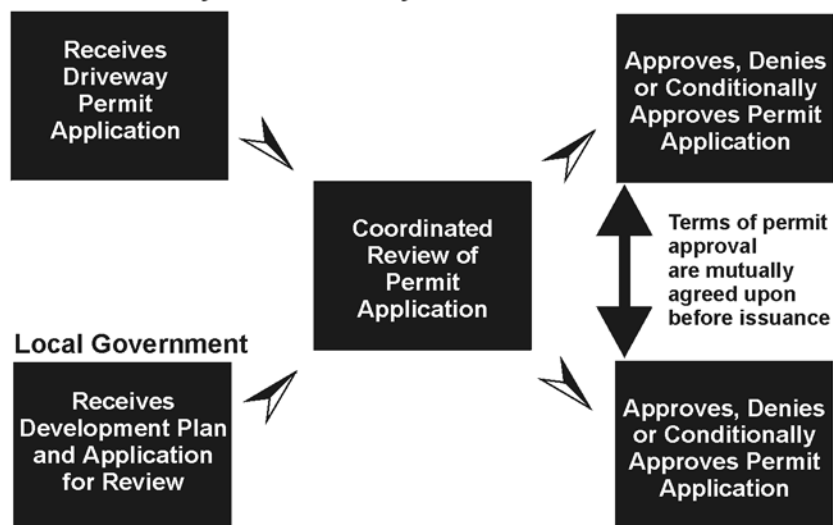 Receives
Driveway
Permit
Application
Approves, Denies
or Conditionally
Approves Permit
Application
Coordinated
Review of
Permit
Application
Terms of permit
approval
are mutually
agreed upon
before issuance
Local Government
Receives
Development Plan
and Application
for Review
Approves, Denies
or Conditionally
Approves Permit
Application